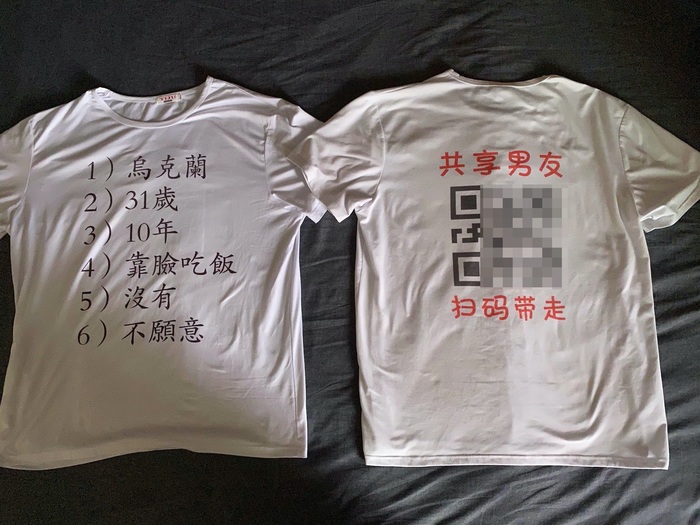 1）烏克蘭
2）31歲
3）10年
4）靠臉吃飯
5）沒有
6）不願意
共享男友
扫码带走